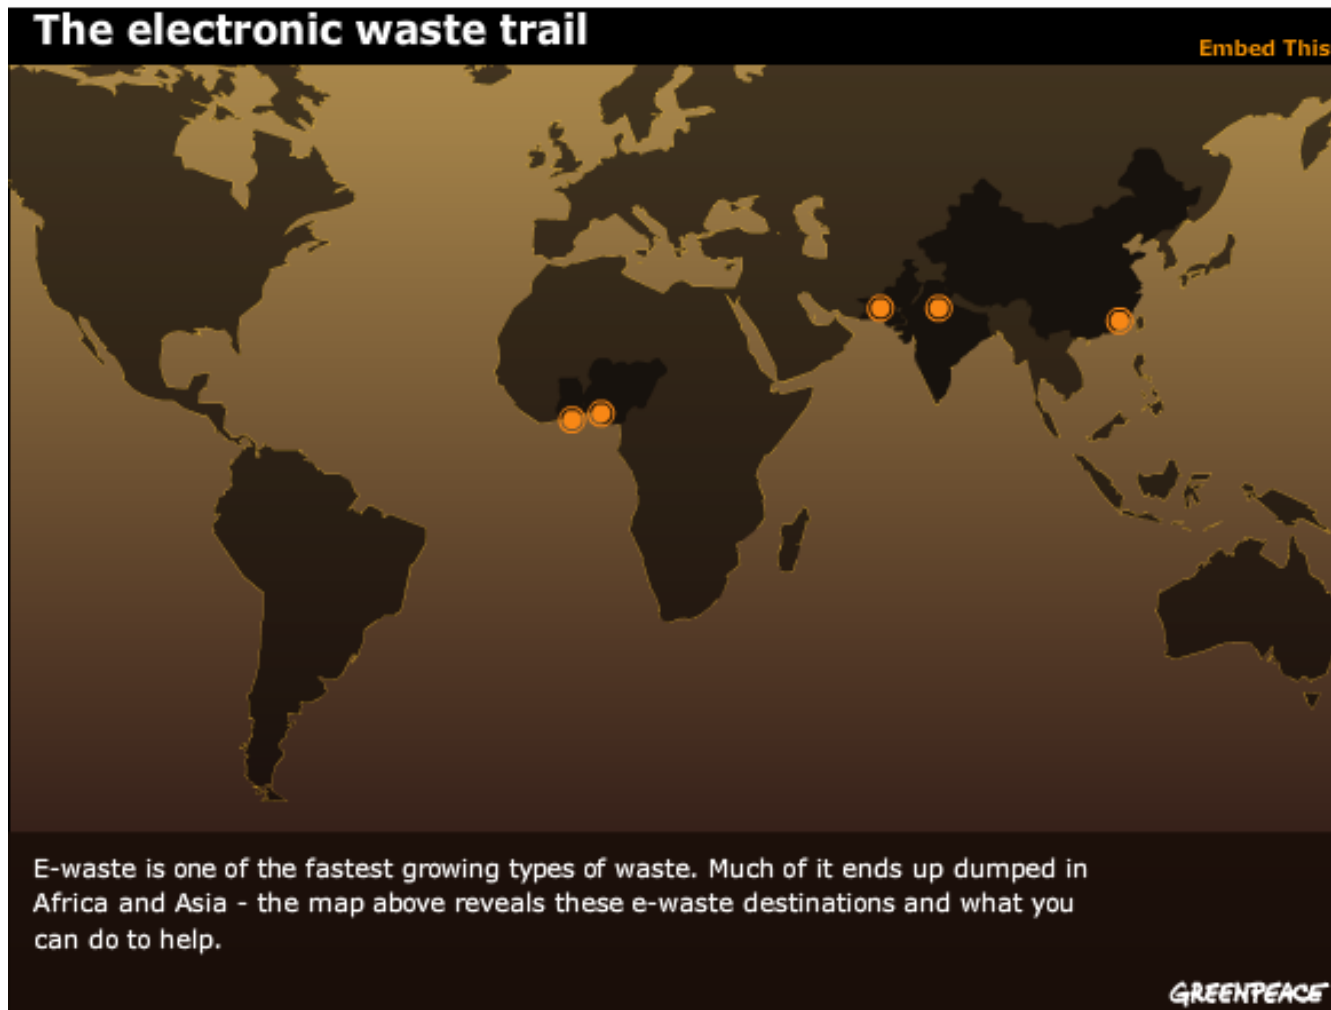 The electronic waste trail
Embed This
E-waste is one of the fastest growing types of waste. Much of it ends up dumped in
Africa and Asia - the map above reveals these e-waste destinations and what you
can do to help.
GREENPEACE